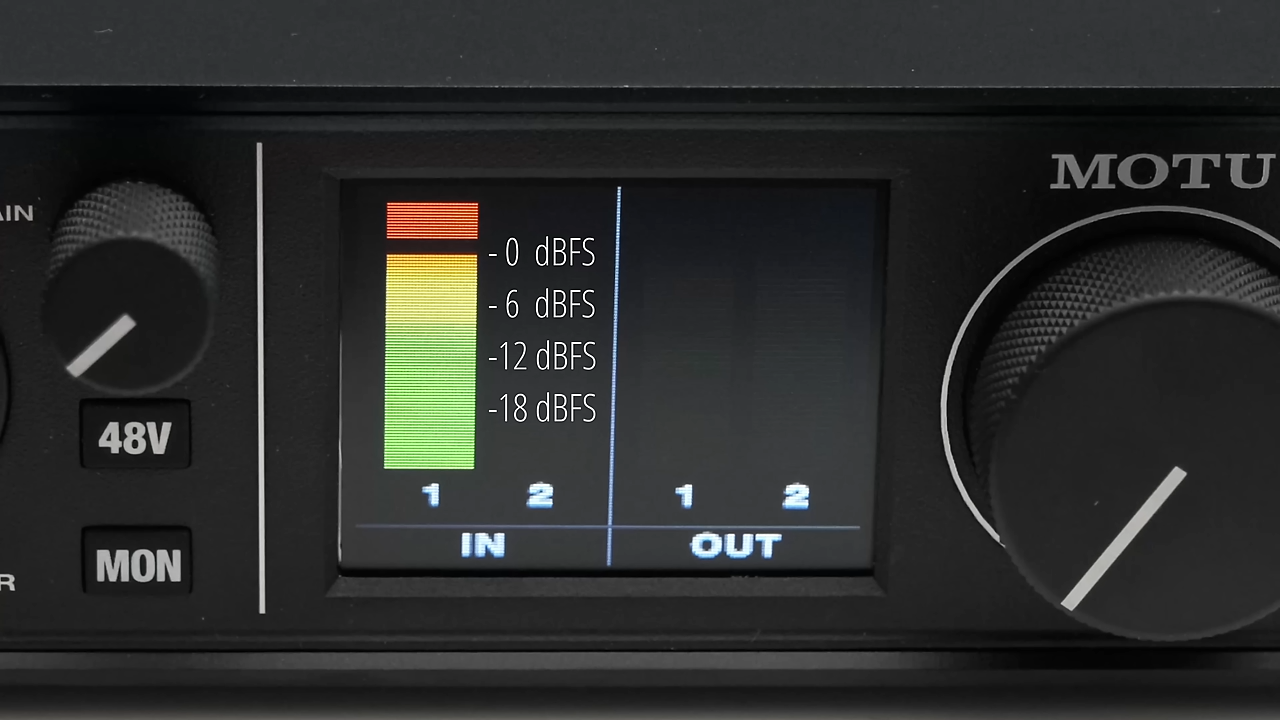 MOTU
AIN
-0 dBFS
-6 dBFS
-12 dBFS
-18 dBFS
48V
1 2 1 2
IN OUT
MON
R